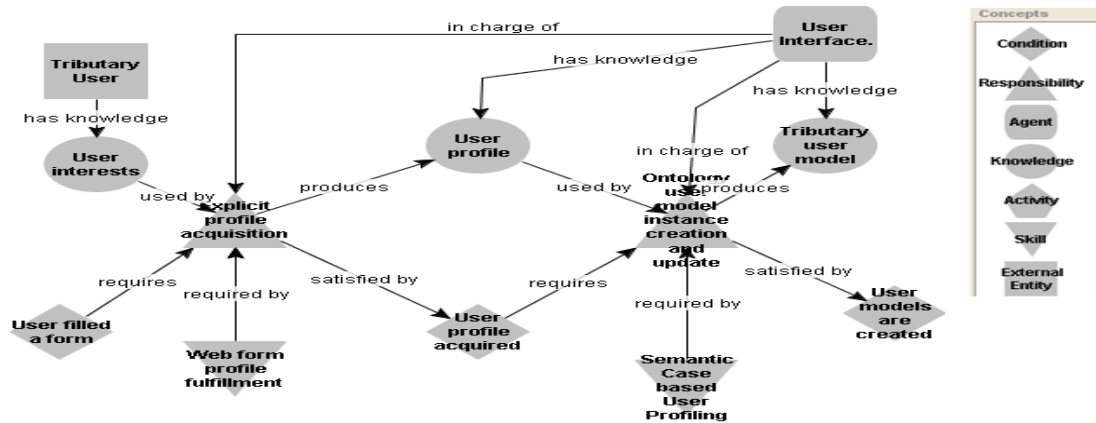 in charge of
User
Interface.
Concepts
Tributary
User
has knowledge
Condition
has knowledge
has knowledge
Responsibility
Agent
User
interests
User
profile
Tributary
user
model
in charge of
Knowledge
used by
produces
used by
Ontology
user
model
instance
creation
and
update
produces
Explicit
profile
acquisition
Activity
Skill
requires
required by
satisfied by
requires
required by
satisfied by
External
Entity
User filled
a form
Web form
profile
fulfillment
User
profile
acquired
Semantic
Case
based
User
Profiling
User
models
are
created